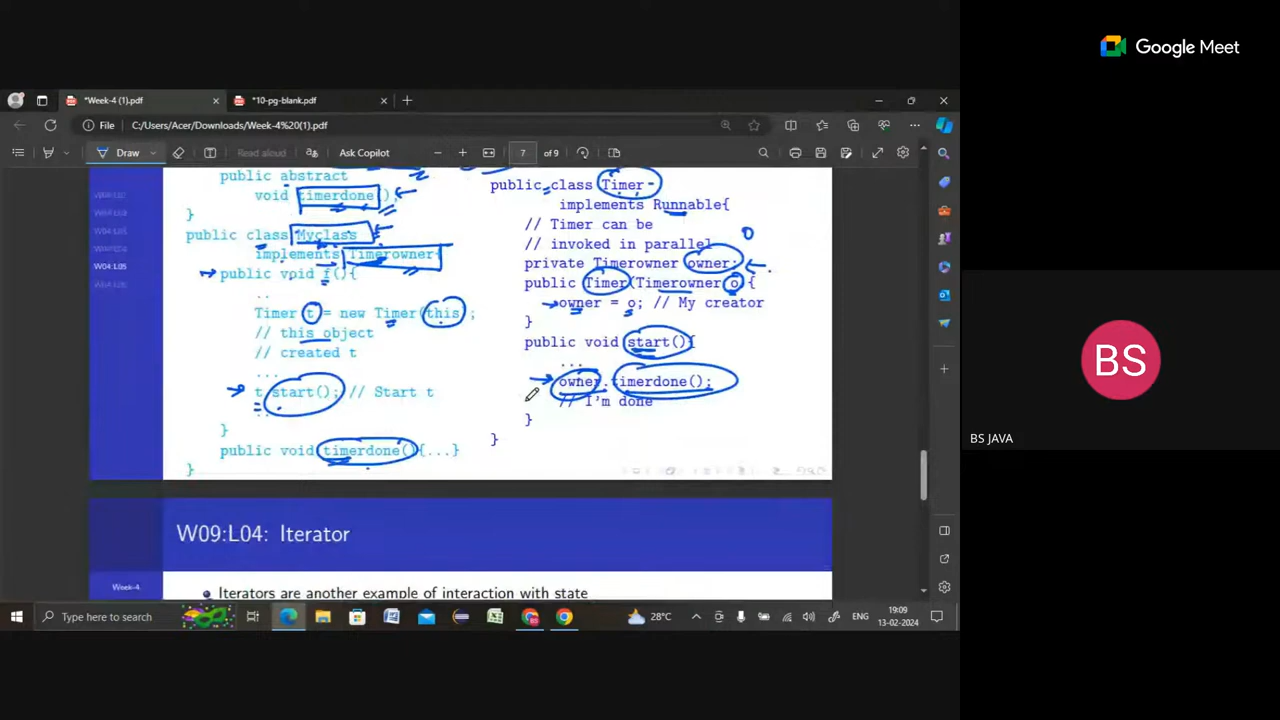 Google Meet
*Week-4 (1).pdf
*10-pg-blank.pdf
File
C:/Users/Acer/Downloads/Week-4%20(1).pdf
Draw
Read aloud
Ask Copilot
7
of 9
W04:L05
public abstract
void timerdone();
}
public class Myclass
implements Timerowner{
public void f(){
..
Timer t = new Timer(this);
// this object
// created t
...
t.start(); // Start t
..
}
public void timerdone(){...}
}
public class Timer
implements Runnable{
// Timer can be
// invoked in parallel
private Timerowner owner;
o
public Timer(Timerowner o){
owner = o; // My creator
}
public void start(){
...
owner.timerdone();
// I'm done
}
}
W09:L04: Iterator
Week-4
Iterators are another example of interaction with state
BS
BS JAVA
Type here to search
28°C
ENG
19:09
13-02-2024